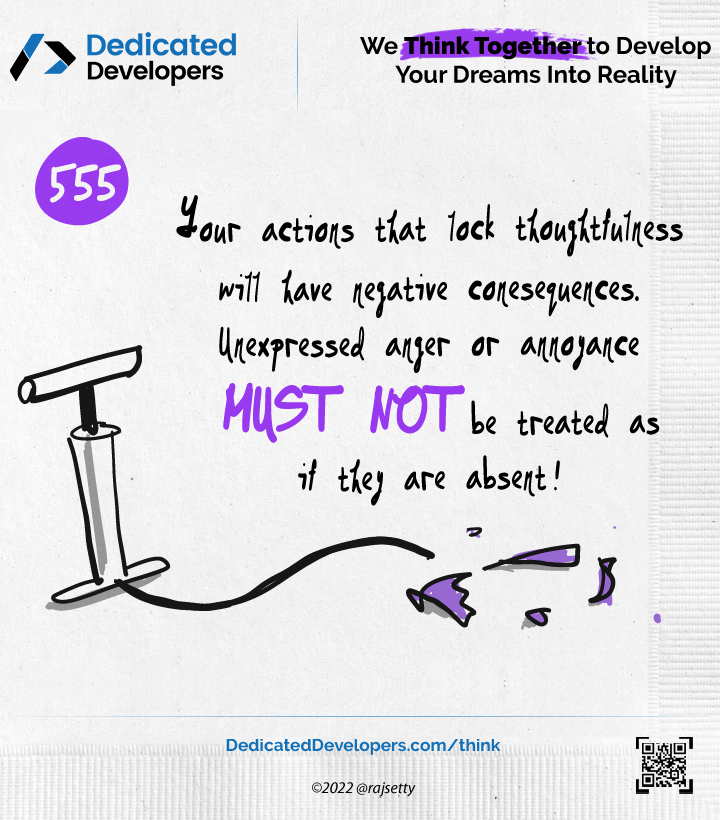 Dedicated
Developers
We Think Together to Develop
Your Dreams Into Reality
555
Your actions that lock thoughtfulness
will have negative conesequences.
Unexpressed anger or annoyance
MUST NOT be treated as
if they are absent!
DedicatedDevelopers.com/think
©2022 @rajsetty